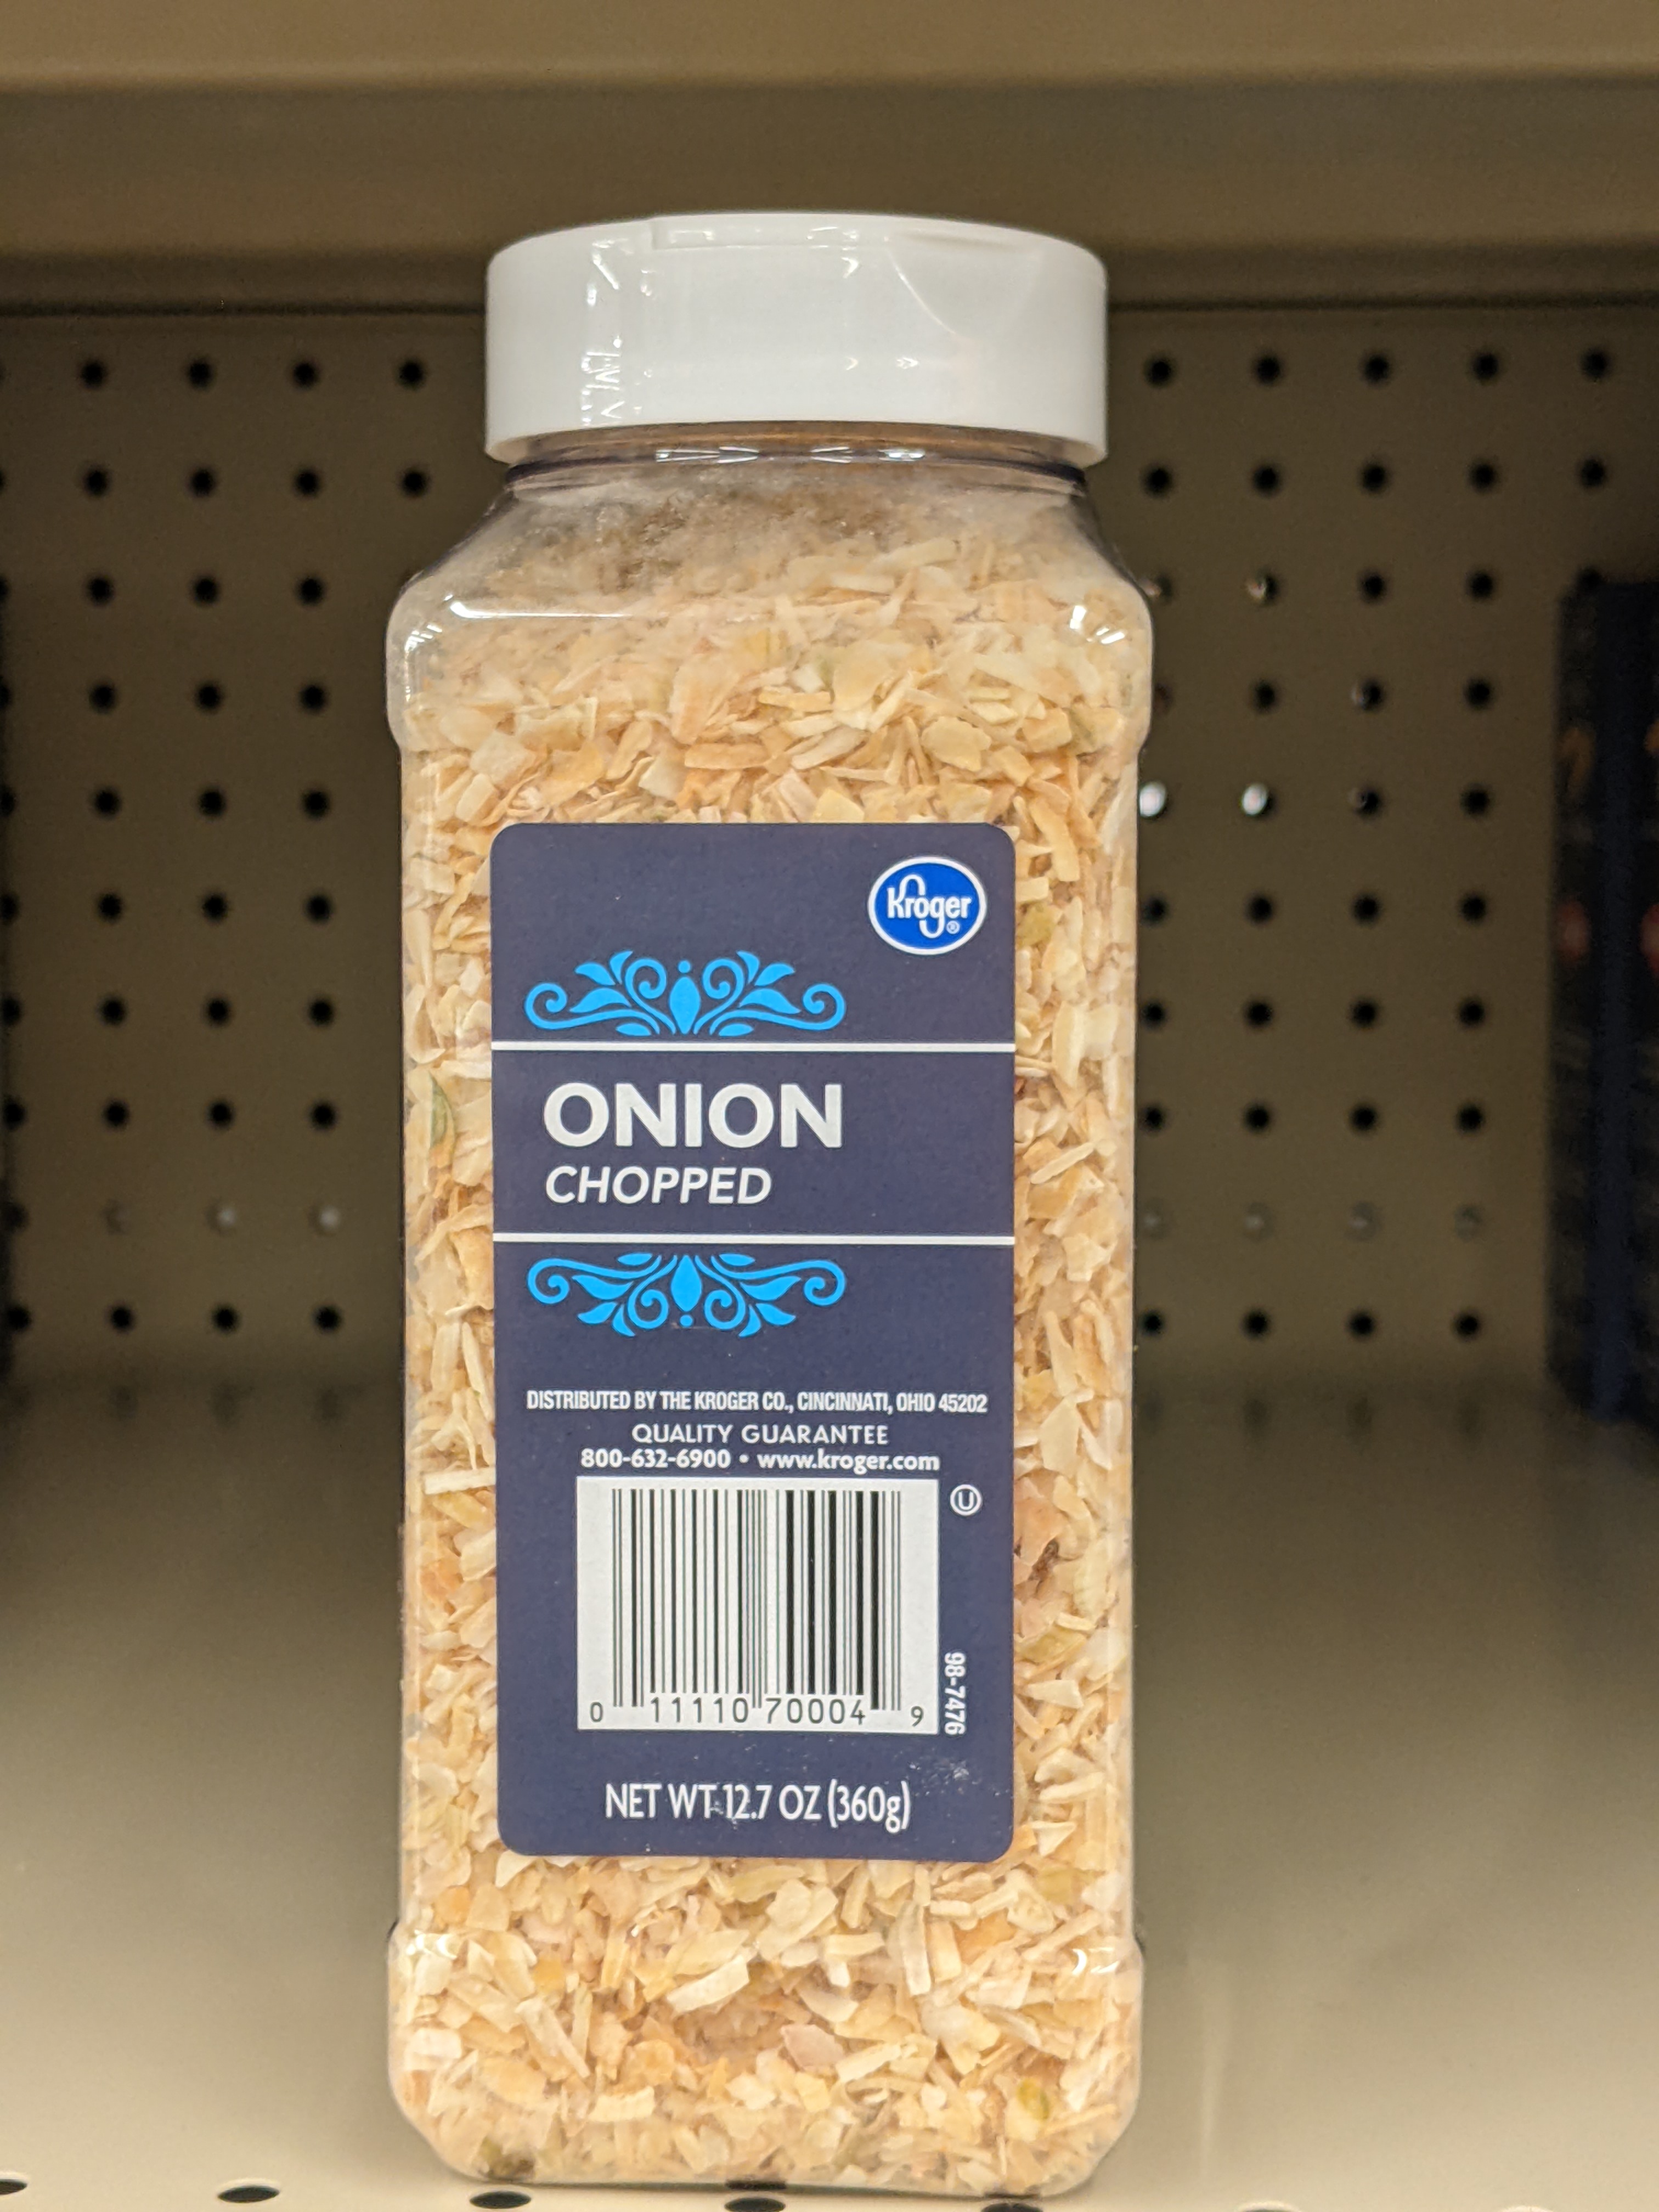 Kroger®
ONION
CHOPPED
DISTRIBUTED BY THE KROGER CO., CINCINNATI, OHIO 45202
QUALITY GUARANTEE
800-632-6900 • www.kroger.com
U
98-7476
0 11110 70004 9
NET WT 12.7 OZ (360g)